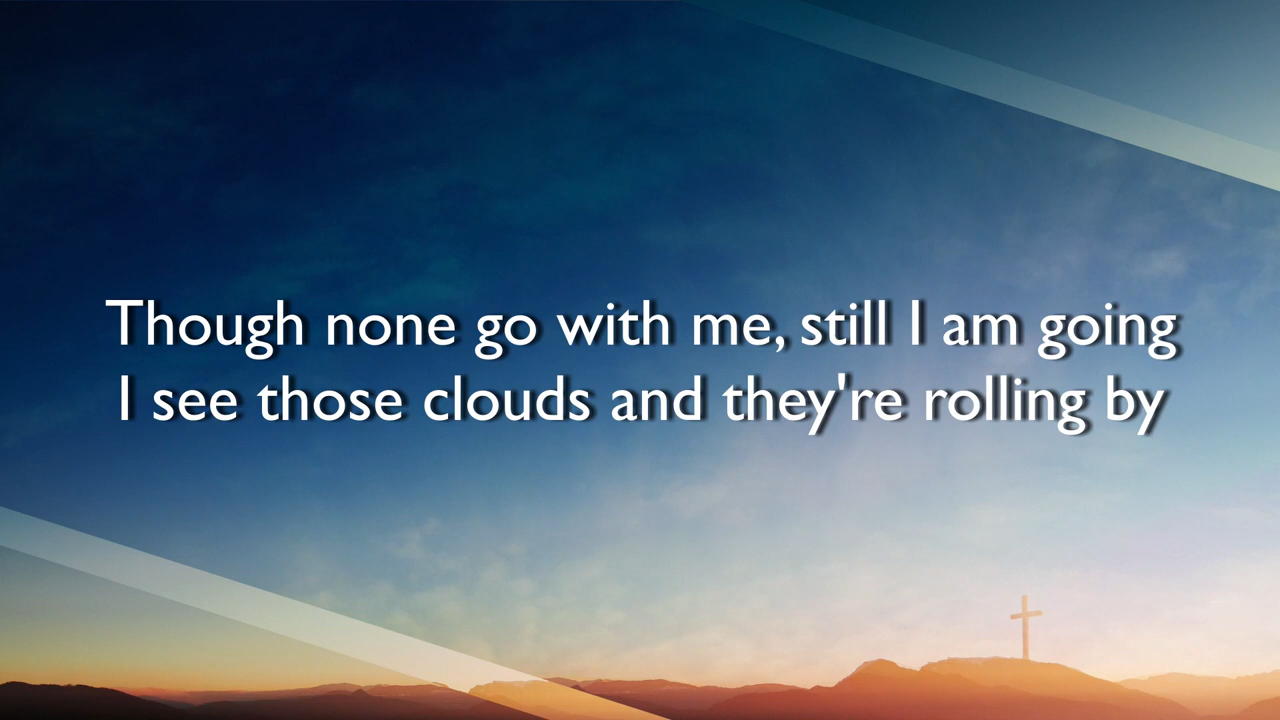 Though none go with me, still I am going
I see those clouds and they're rolling by